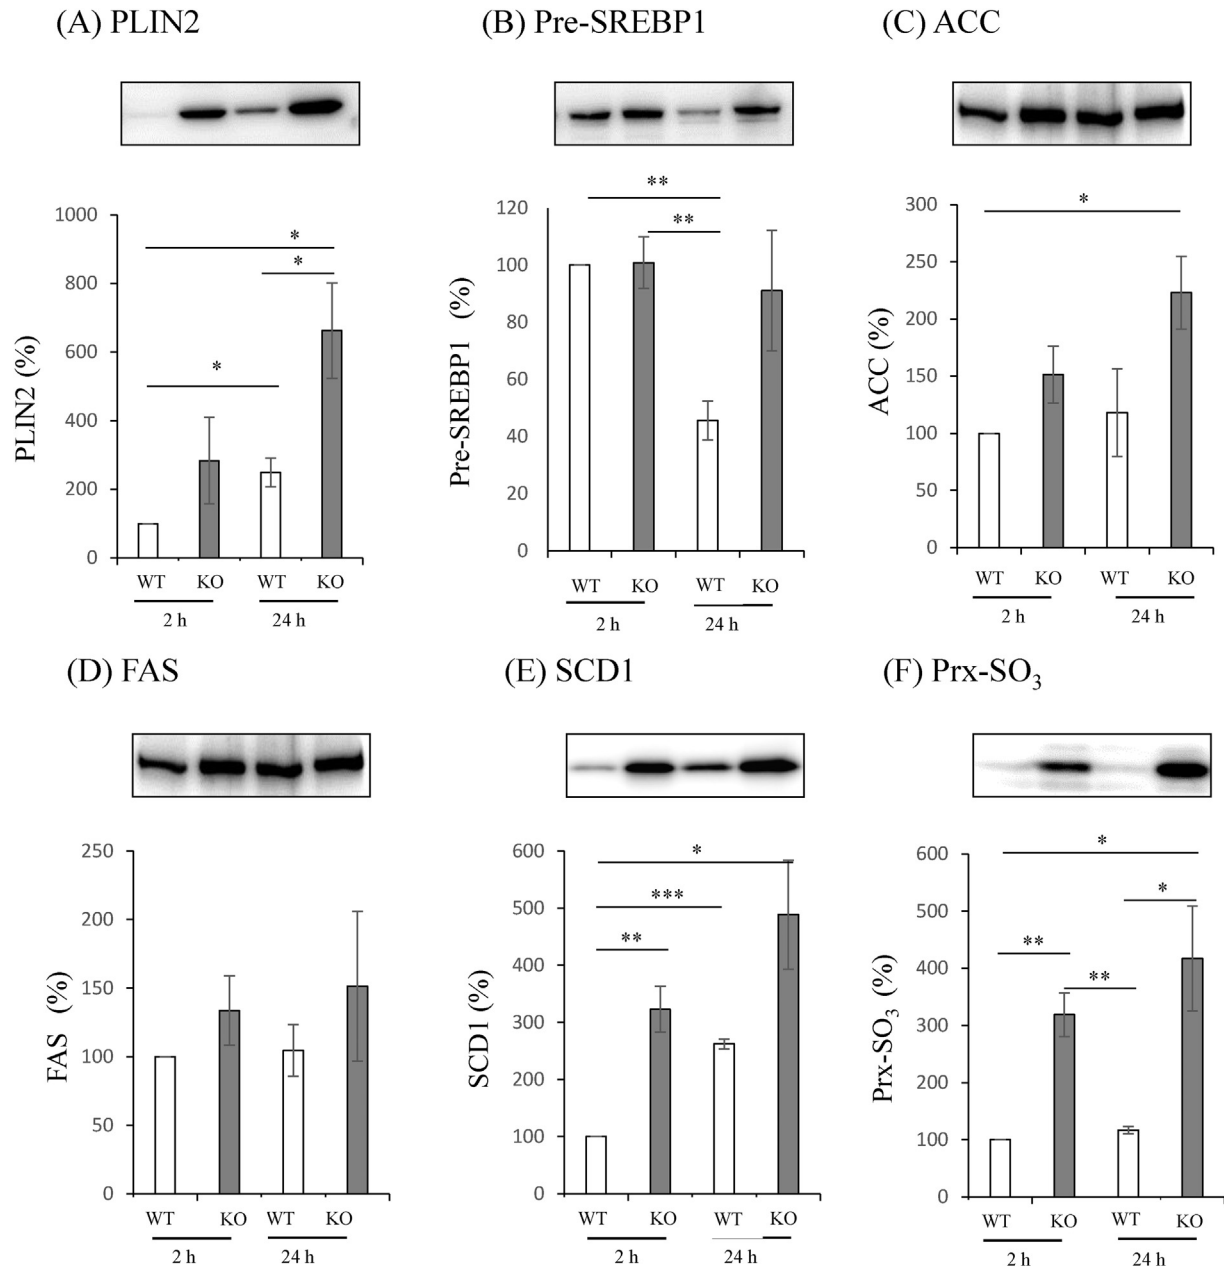 (A) PLIN2
(B) Pre-SREBP1
(C) ACC
PLIN2 (%)
1000
800
600
400
200
0
*
*
*
WT KO WT KO
2 h 24 h
Pre-SREBP1 (%)
120
100
80
60
40
20
0
**
**
WT KO WT KO
2 h 24 h
ACC (%)
300
250
200
150
100
50
0
*
WT KO WT KO
2 h 24 h
(D) FAS
(E) SCD1
(F) Prx-SO₃
FAS (%)
250
200
150
100
50
0
WT KO WT KO
2 h 24 h
SCD1 (%)
600
500
400
300
200
100
0
*
***
**
WT KO WT KO
2 h 24 h
Prx-SO₃ (%)
600
500
400
300
200
100
0
*
*
**
**
WT KO WT KO
2 h 24 h